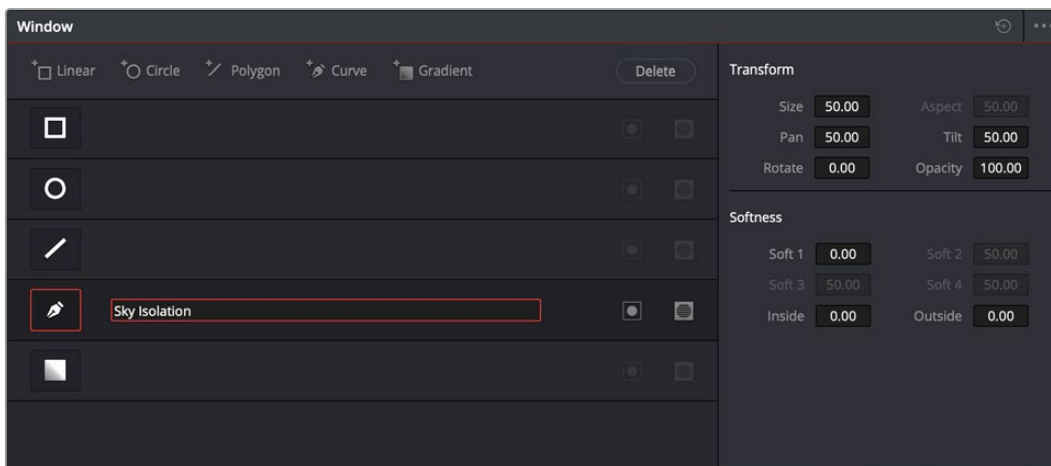 Window
Linear Circle Polygon Curve Gradient Delete
Sky Isolation
Transform
Size 50.00 Aspect 50.00
Pan 50.00 Tilt 50.00
Rotate 0.00 Opacity 100.00
Softness
Soft 1 0.00 Soft 2 50.00
Soft 3 50.00 Soft 4 50.00
Inside 0.00 Outside 0.00